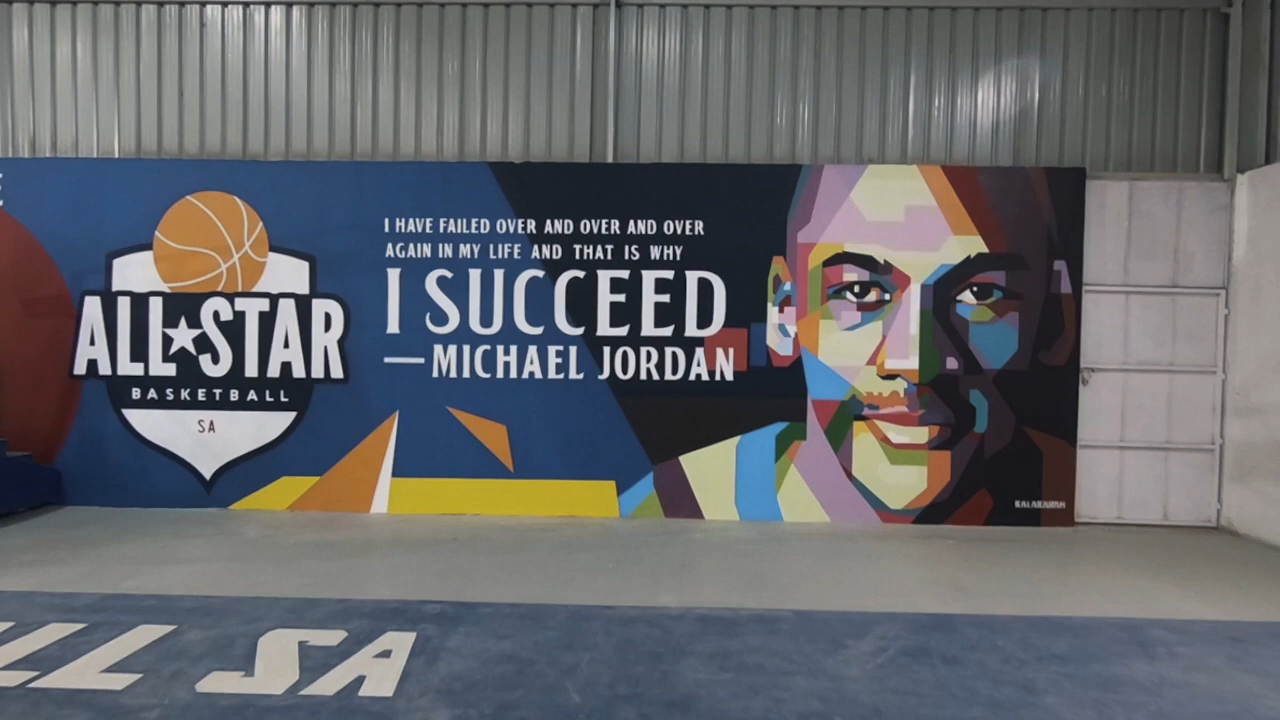 ALL★STAR
BASKETBALL
SA
I HAVE FAILED OVER AND OVER AND OVER
AGAIN IN MY LIFE AND THAT IS WHY
I SUCCEED
—MICHAEL JORDAN
LL SA